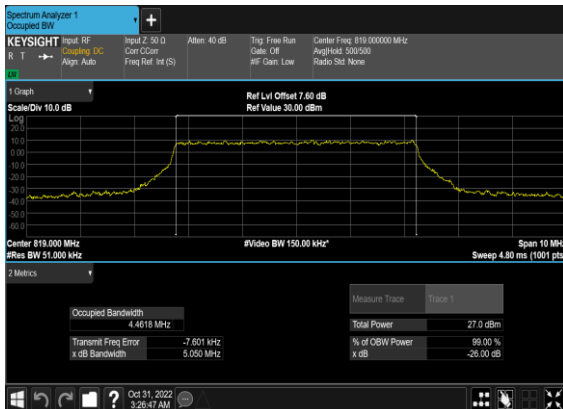 Spectrum Analyzer 1
Occupied BW
KEYSIGHT
R T
LXI
Input: RF
Coupling: DC
Align: Auto
Input Z: 50 Ω
Corr CCorr
Freq Ref: Int (S)
Atten: 40 dB
Trig: Free Run
Gate: Off
#IF Gain: Low
Center Freq: 819.000000 MHz
Avg|Hold: 500/500
Radio Std: None
1 Graph
Scale/Div 10.0 dB
Ref Lvl Offset 7.60 dB
Ref Value 30.00 dBm
Log
20.0
10.0
0.00
-10.0
-20.0
-30.0
-40.0
-50.0
-60.0
Center 819.000 MHz
#Res BW 51.000 kHz
#Video BW 150.00 kHz*
Span 10 MHz
Sweep 4.80 ms (1001 pts)
2 Metrics
Measure Trace Trace 1
Occupied Bandwidth
4.4618 MHz
Total Power 27.0 dBm
Transmit Freq Error -7.601 kHz
% of OBW Power 99.00 %
x dB Bandwidth 5.050 MHz
x dB -26.00 dB
Oct 31, 2022
3:26:47 AM